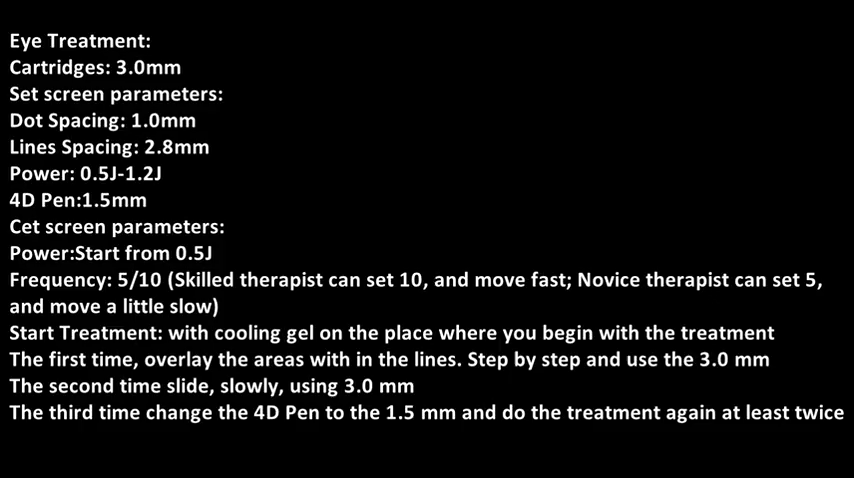 Eye Treatment:
Cartridges: 3.0mm
Set screen parameters:
Dot Spacing: 1.0mm
Lines Spacing: 2.8mm
Power: 0.5J-1.2J
4D Pen:1.5mm
Cet screen parameters:
Power:Start from 0.5J
Frequency: 5/10 (Skilled therapist can set 10, and move fast; Novice therapist can set 5,
and move a little slow)
Start Treatment: with cooling gel on the place where you begin with the treatment
The first time, overlay the areas with in the lines. Step by step and use the 3.0 mm
The second time slide, slowly, using 3.0 mm
The third time change the 4D Pen to the 1.5 mm and do the treatment again at least twice